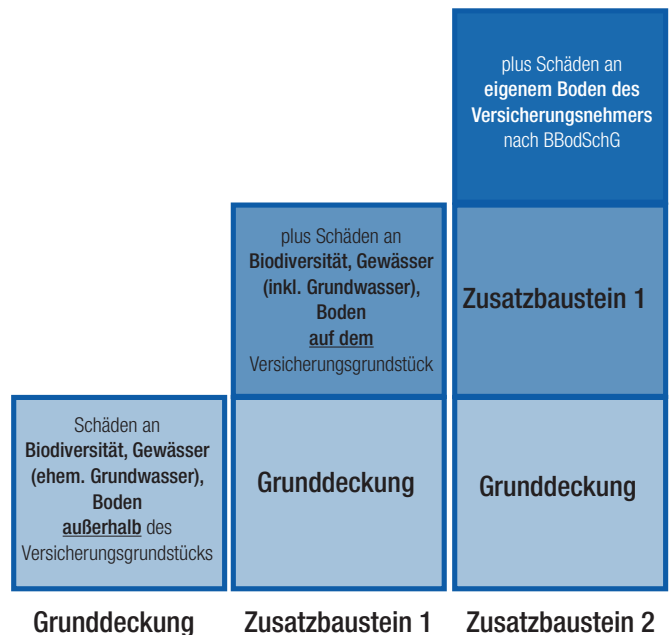 plus Schäden an
eigenem Boden des
Versicherungsnehmers
nach BBodSchG
plus Schäden an
Biodiversität, Gewässer
(inkl. Grundwasser),
Boden
auf dem
Versicherungsgrundstück
Zusatzbaustein 1
Schäden an
Biodiversität, Gewässer
(ehem. Grundwasser),
Boden
außerhalb des
Versicherungsgrundstücks
Grunddeckung
Grunddeckung
Grunddeckung
Zusatzbaustein 1
Zusatzbaustein 2